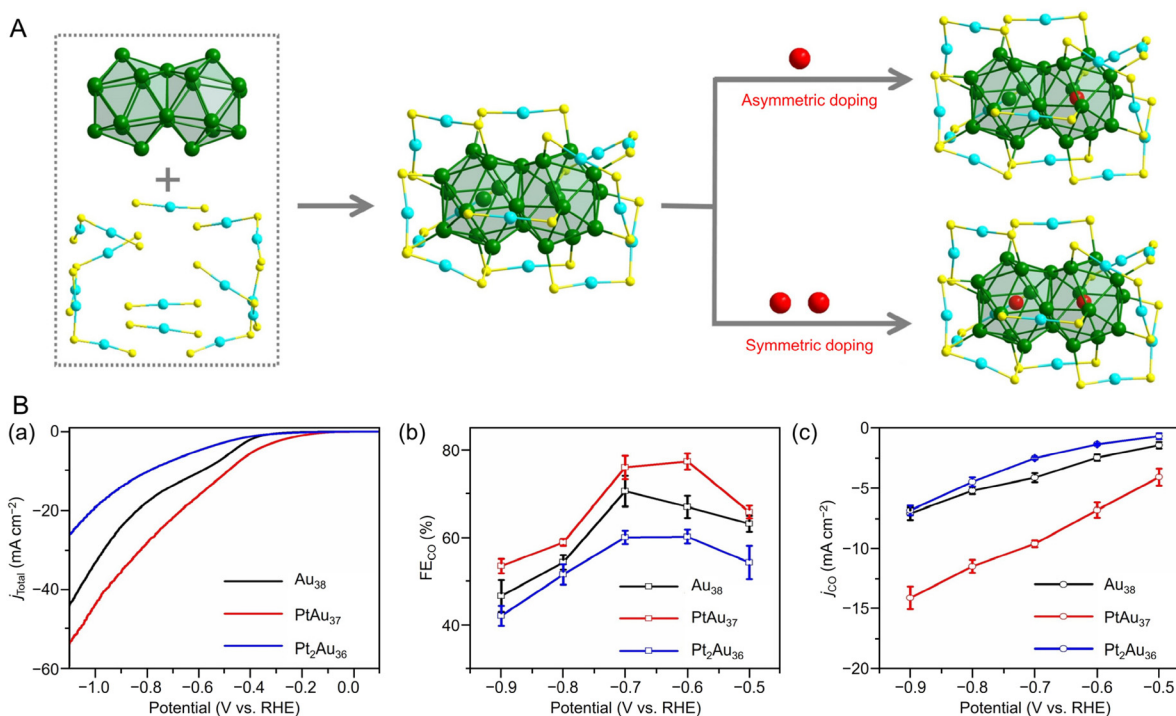 A
+
Asymmetric doping
Symmetric doping
B
(a)
0
−20
−40
−60
j_Total (mA cm⁻²)
Au₃₈
PtAu₃₇
Pt₂Au₃₆
−1.0 −0.8 −0.6 −0.4 −0.2 0.0
Potential (V vs. RHE)
(b)
80
60
40
FE_CO (%)
Au₃₈
PtAu₃₇
Pt₂Au₃₆
−0.9 −0.8 −0.7 −0.6 −0.5
Potential (V vs. RHE)
(c)
0
−5
−10
−15
−20
j_CO (mA cm⁻²)
Au₃₈
PtAu₃₇
Pt₂Au₃₆
−0.9 −0.8 −0.7 −0.6 −0.5
Potential (V vs. RHE)